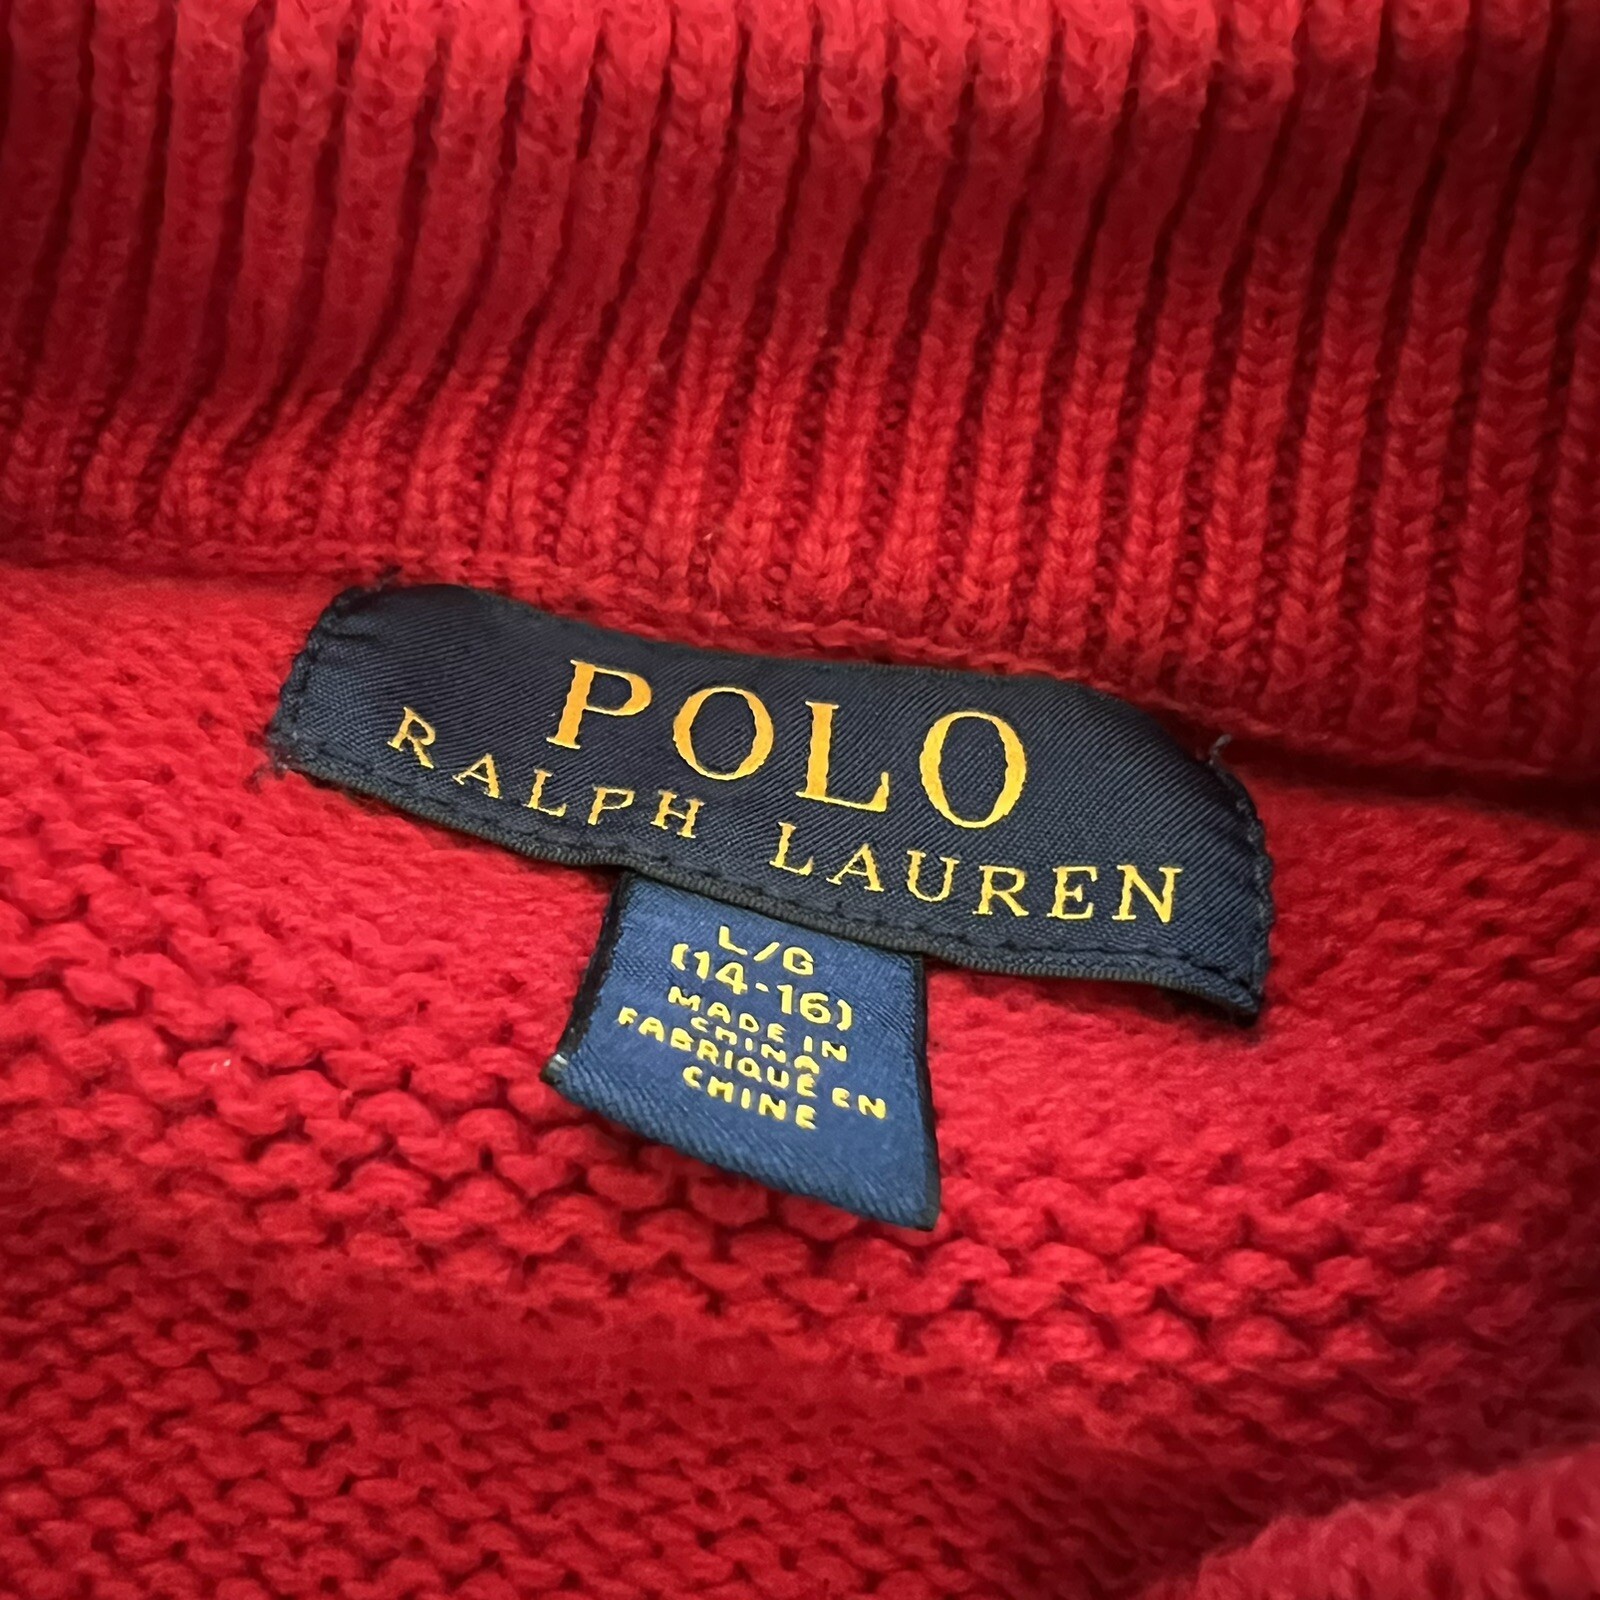 POLO
RALPH LAUREN
L/G
(14-16)
MADE IN
CHINA
FABRIQUÉ EN
CHINE